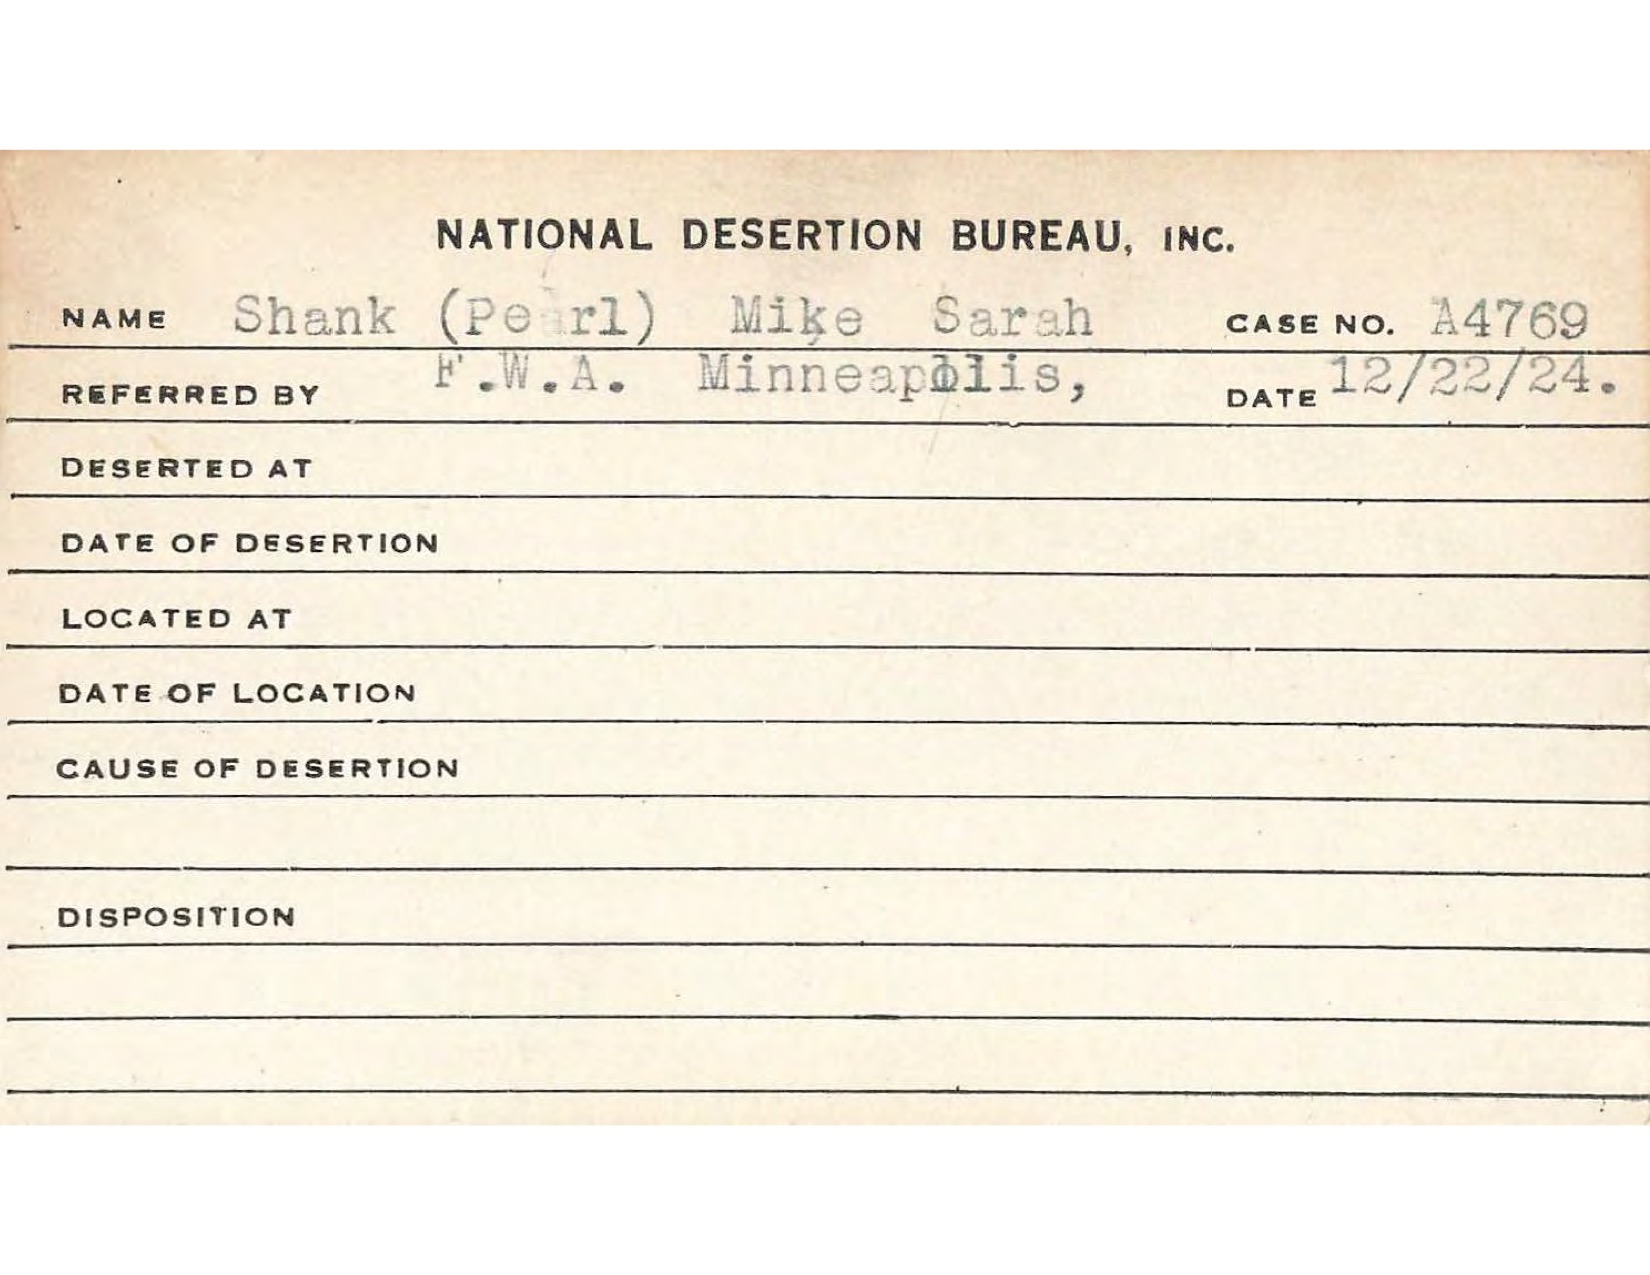 NATIONAL DESERTION BUREAU, INC.
NAME Shank (Pearl) Mike Sarah CASE NO. A4769
REFERRED BY F.W.A. Minneapolis, DATE 12/22/24.
DESERTED AT
DATE OF DESERTION
LOCATED AT
DATE OF LOCATION
CAUSE OF DESERTION
DISPOSITION